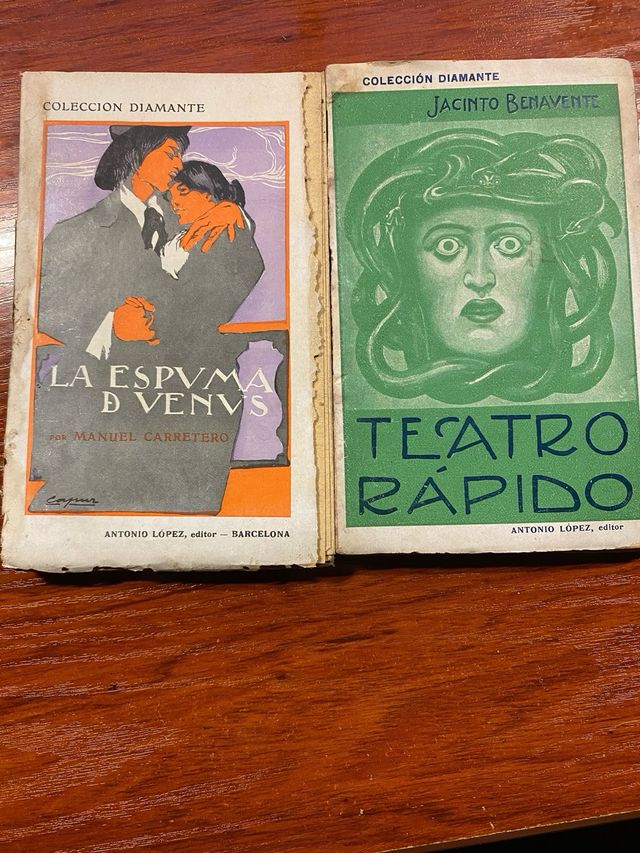 COLECCION DIAMANTE
LA ESPVMA
D VENVS
POR MANUEL CARRETERO
ANTONIO LÓPEZ, editor — BARCELONA
COLECCIÓN DIAMANTE
JACINTO BENAVENTE
TEATRO
RÁPIDO
ANTONIO LÓPEZ, editor